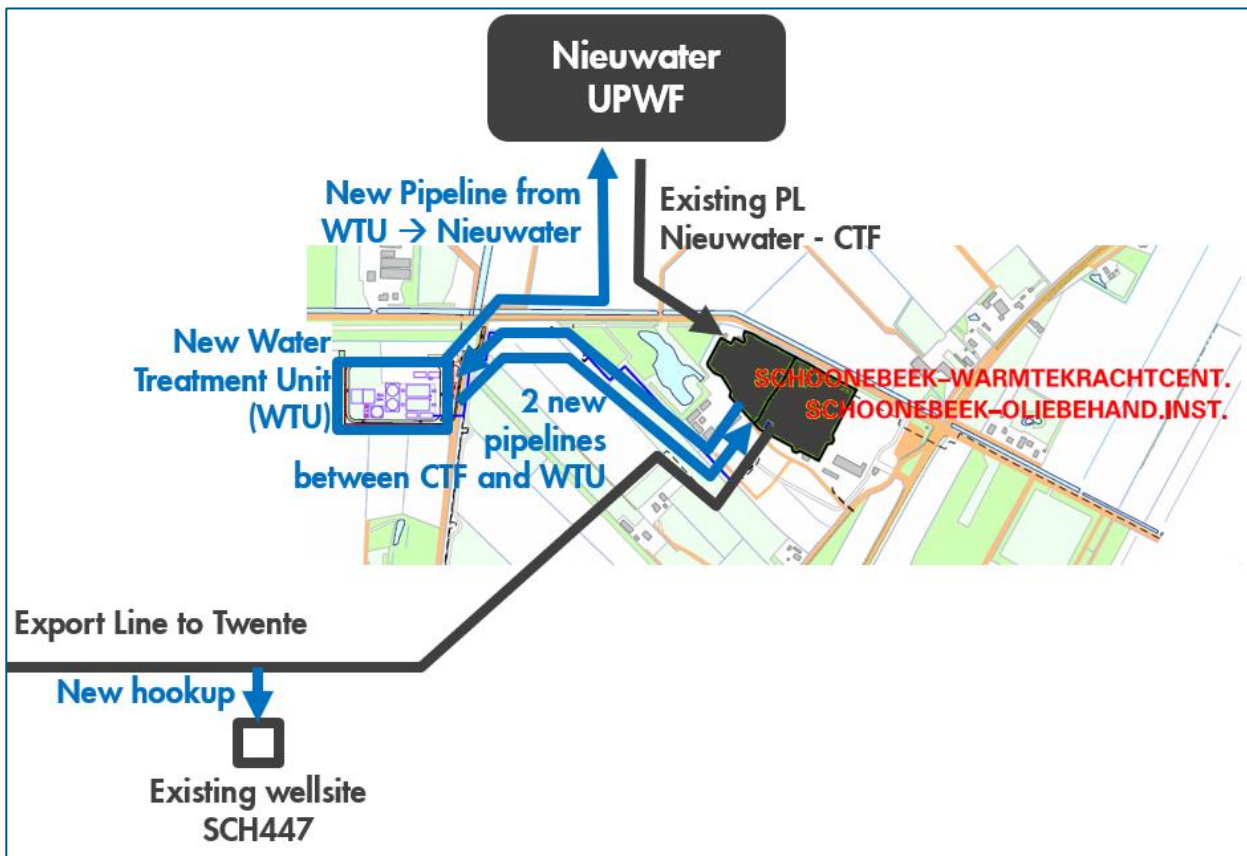 Nieuwater
UPWF
New Pipeline from
WTU → Nieuwater
Existing PL
Nieuwater - CTF
New Water
Treatment Unit
(WTU)
2 new
pipelines
between CTF and WTU
SCHOONEBEEK-WARMTEKRACHTCENT.
SCHOONEBEEK-OLIEBEHAND.INST.
Export Line to Twente
New hookup
Existing wellsite
SCH447